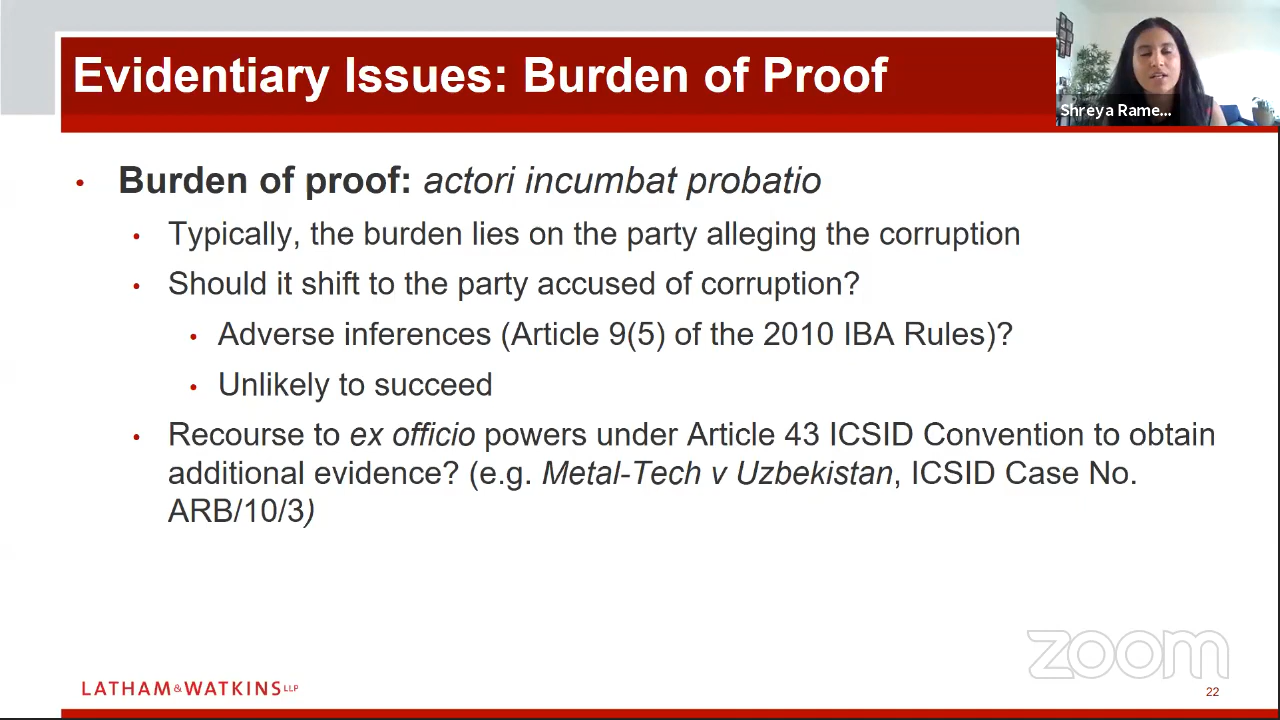 Evidentiary Issues: Burden of Proof
Shreya Rame...
• Burden of proof: actori incumbat probatio
• Typically, the burden lies on the party alleging the corruption
• Should it shift to the party accused of corruption?
• Adverse inferences (Article 9(5) of the 2010 IBA Rules)?
• Unlikely to succeed
• Recourse to ex officio powers under Article 43 ICSID Convention to obtain
additional evidence? (e.g. Metal-Tech v Uzbekistan, ICSID Case No.
ARB/10/3)
zoom
LATHAM&WATKINS LLP
22